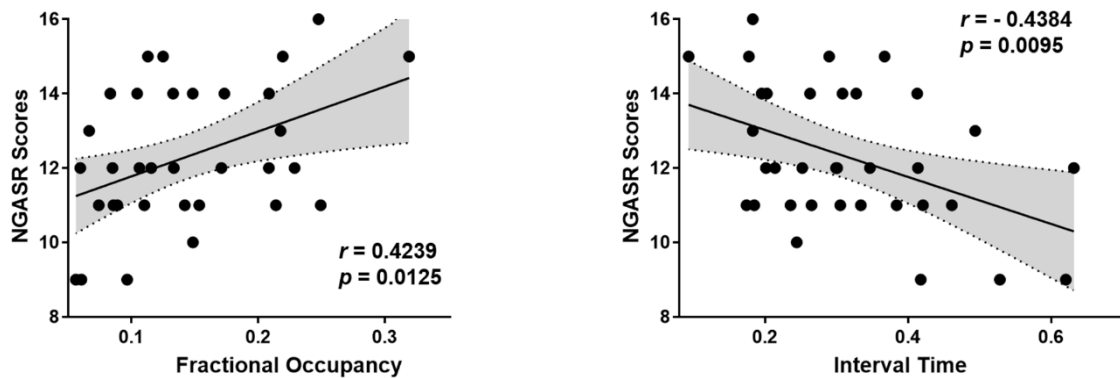 16
14
12
10
8
NGASR Scores
0.1
0.2
0.3
Fractional Occupancy
r = 0.4239
p = 0.0125
16
14
12
10
8
NGASR Scores
0.2
0.4
0.6
Interval Time
r = - 0.4384
p = 0.0095